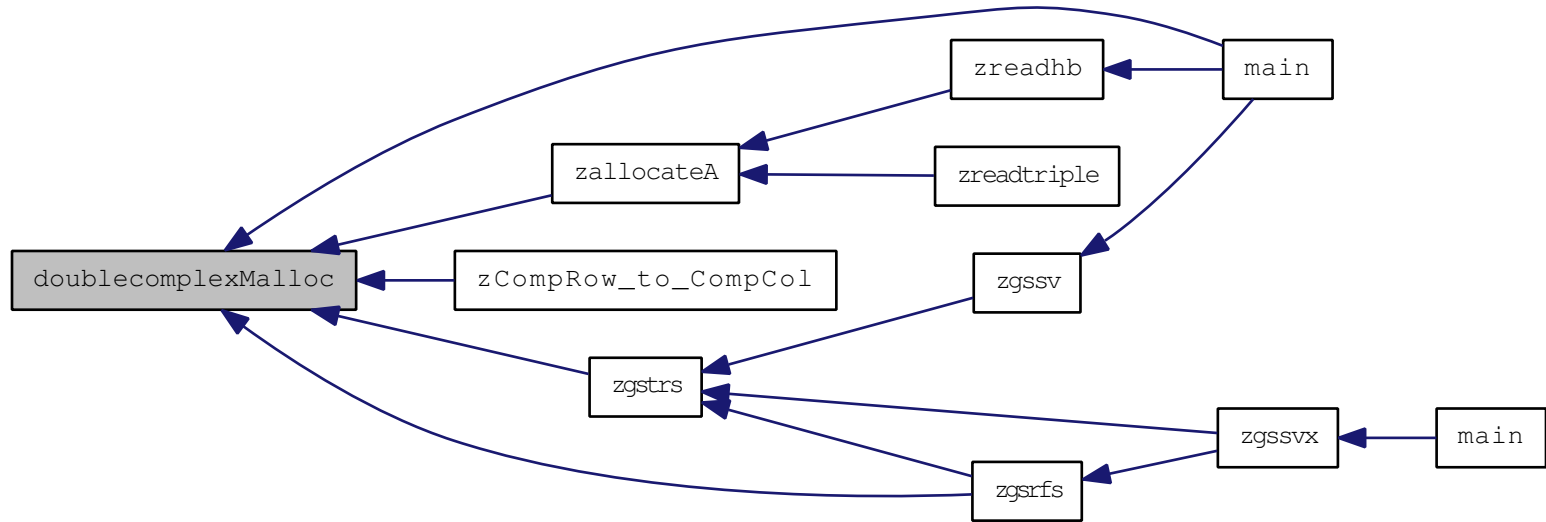 zreadhb
main
zallocateA
zreadtriple
doublecomplexMalloc
zCompRow_to_CompCol
zgssv
zgstrs
zgssvx
main
zgsrfs